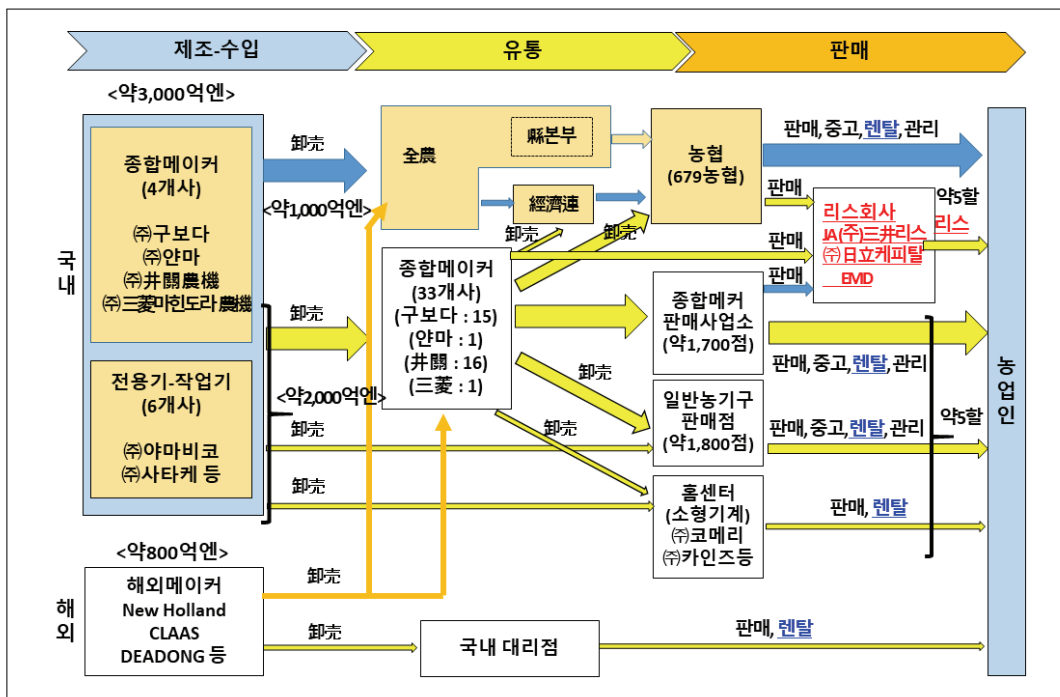 제조-수입
유통
판매
<약3,000억엔>
국내
종합메이커
(4개사)
㈜구보다
㈜얀마
㈜井關農機
㈜三菱마힌도라農機
전용기-작업기
(6개사)
㈜야마비코
㈜사타케 등
卸売
<약1,000억엔>
卸売
<약2,000억엔>
卸売
卸売
全農
縣본부
經濟連
卸売
卸売
종합메이커
(33개사)
(구보다 : 15)
(얀마 : 1)
(井關 : 16)
(三菱 : 1)
卸売
농협
(679농협)
종합메커
판매사업소
(약1,700점)
일반농기구
판매점
(약1,800점)
홈센터
(소형기계)
㈜코메리
㈜카인즈등
판매, 중고, 렌탈, 관리
판매
판매
판매
리스회사
JA(주)三井리스
㈜日立케피탈
EMD
약5할
리스
판매, 중고, 렌탈, 관리
판매, 중고, 렌탈, 관리
약5할
판매, 렌탈
농업인
해외
<약800억엔>
해외메이커
New Holland
CLAAS
DEADONG 등
卸売
卸売
국내 대리점
판매, 렌탈